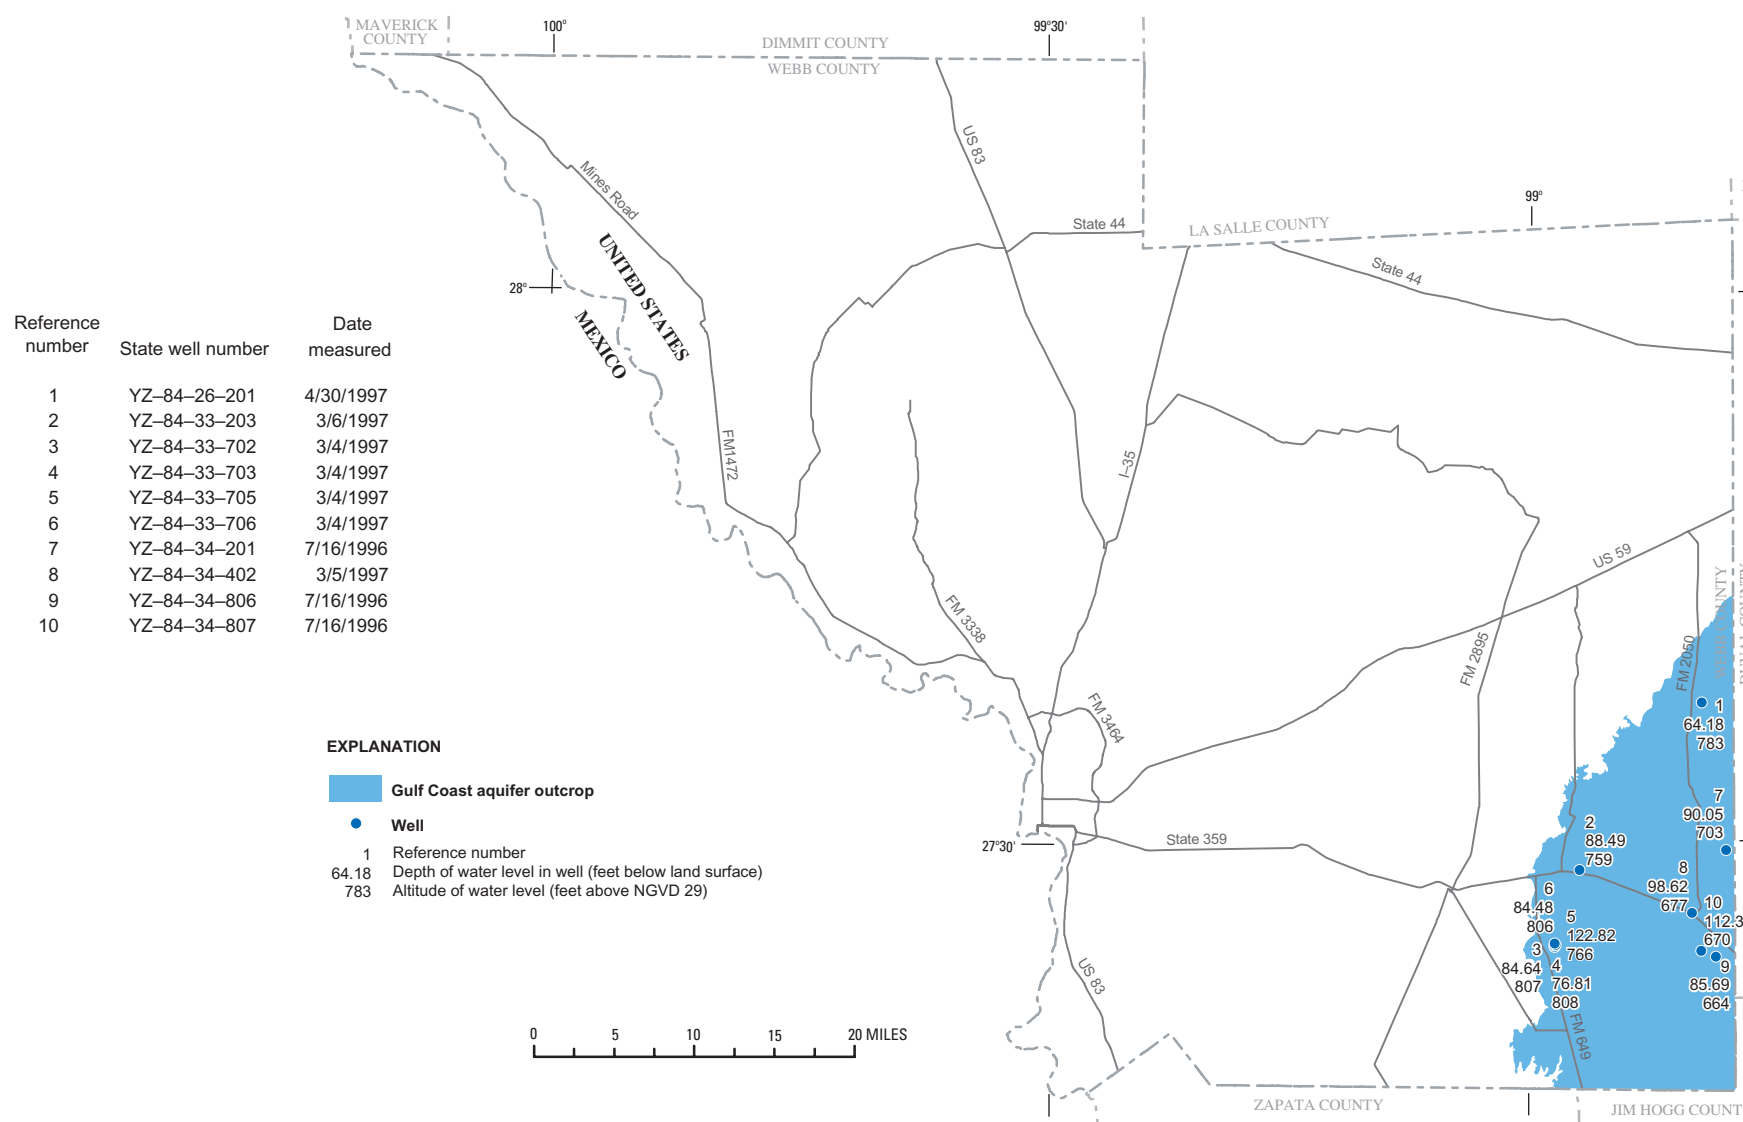 MAVERICK
COUNTY
100°
99°30'
DIMMIT COUNTY
WEBB COUNTY
US 83
Mines Road
99°
State 44
LA SALLE COUNTY
State 44
UNITED STATES
28°
MEXICO
Reference
number
State well number
Date
measured
1 YZ–84–26–201 4/30/1997
2 YZ–84–33–203 3/6/1997
3 YZ–84–33–702 3/4/1997
4 YZ–84–33–703 3/4/1997
5 YZ–84–33–705 3/4/1997
6 YZ–84–33–706 3/4/1997
7 YZ–84–34–201 7/16/1996
8 YZ–84–34–402 3/5/1997
9 YZ–84–34–806 7/16/1996
10 YZ–84–34–807 7/16/1996
FM1472
I–35
US 59
FM 3338
FM 2895
FM 2050
COUNTY
FM 3464
1
64.18
783
EXPLANATION
Gulf Coast aquifer outcrop
Well
1 Reference number
64.18 Depth of water level in well (feet below land surface)
783 Altitude of water level (feet above NGVD 29)
7
90.05
703
2
88.49
759
27°30'
State 359
8
98.62
677
6
84.48
806
10
112.3
670
5
122.82
766
3
84.64
807
4
76.81
808
9
85.69
664
US 83
FM 649
0 5 10 15 20 MILES
ZAPATA COUNTY
JIM HOGG COUNT